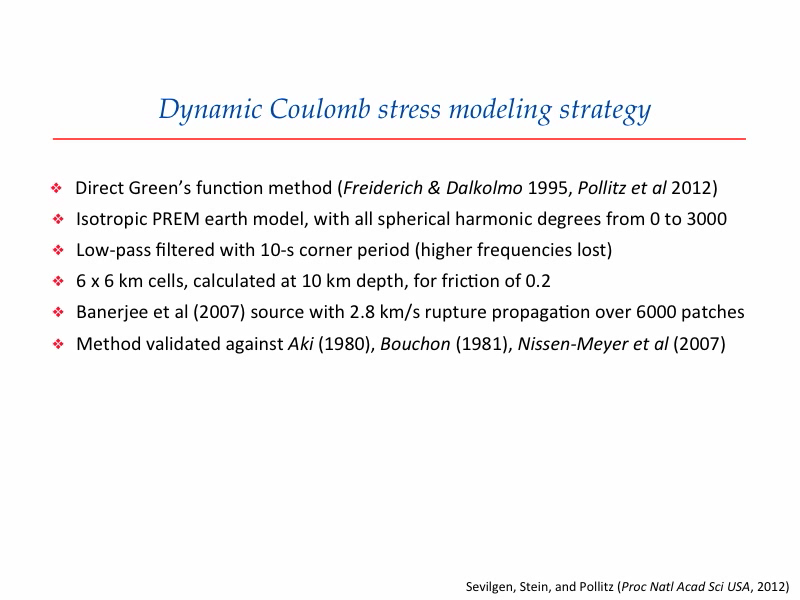 Dynamic Coulomb stress modeling strategy
❖ Direct Green’s function method (Freiderich & Dalkolmo 1995, Pollitz et al 2012)
❖ Isotropic PREM earth model, with all spherical harmonic degrees from 0 to 3000
❖ Low-pass filtered with 10-s corner period (higher frequencies lost)
❖ 6 x 6 km cells, calculated at 10 km depth, for friction of 0.2
❖ Banerjee et al (2007) source with 2.8 km/s rupture propagation over 6000 patches
❖ Method validated against Aki (1980), Bouchon (1981), Nissen-Meyer et al (2007)
Sevilgen, Stein, and Pollitz (Proc Natl Acad Sci USA, 2012)